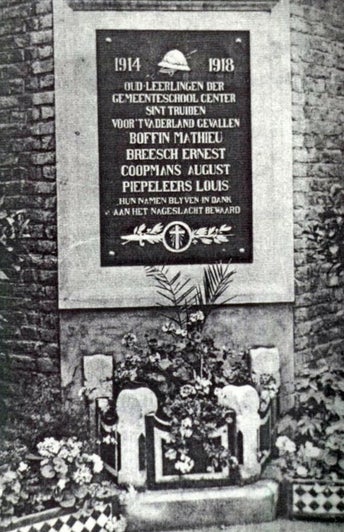 1914 1918
OUD-LEERLINGEN DER
GEMEENTESCHOOL CENTER
SINT TRUIDEN
VOOR 'T VADERLAND GEVALLEN
BOFFIN MATHIEU
BREESCH ERNEST
COOPMANS AUGUST
PIEPELEERS LOUIS
HUN NAMEN BLYVEN IN DANK
AAN HET NAGESLACHT BEWAARD